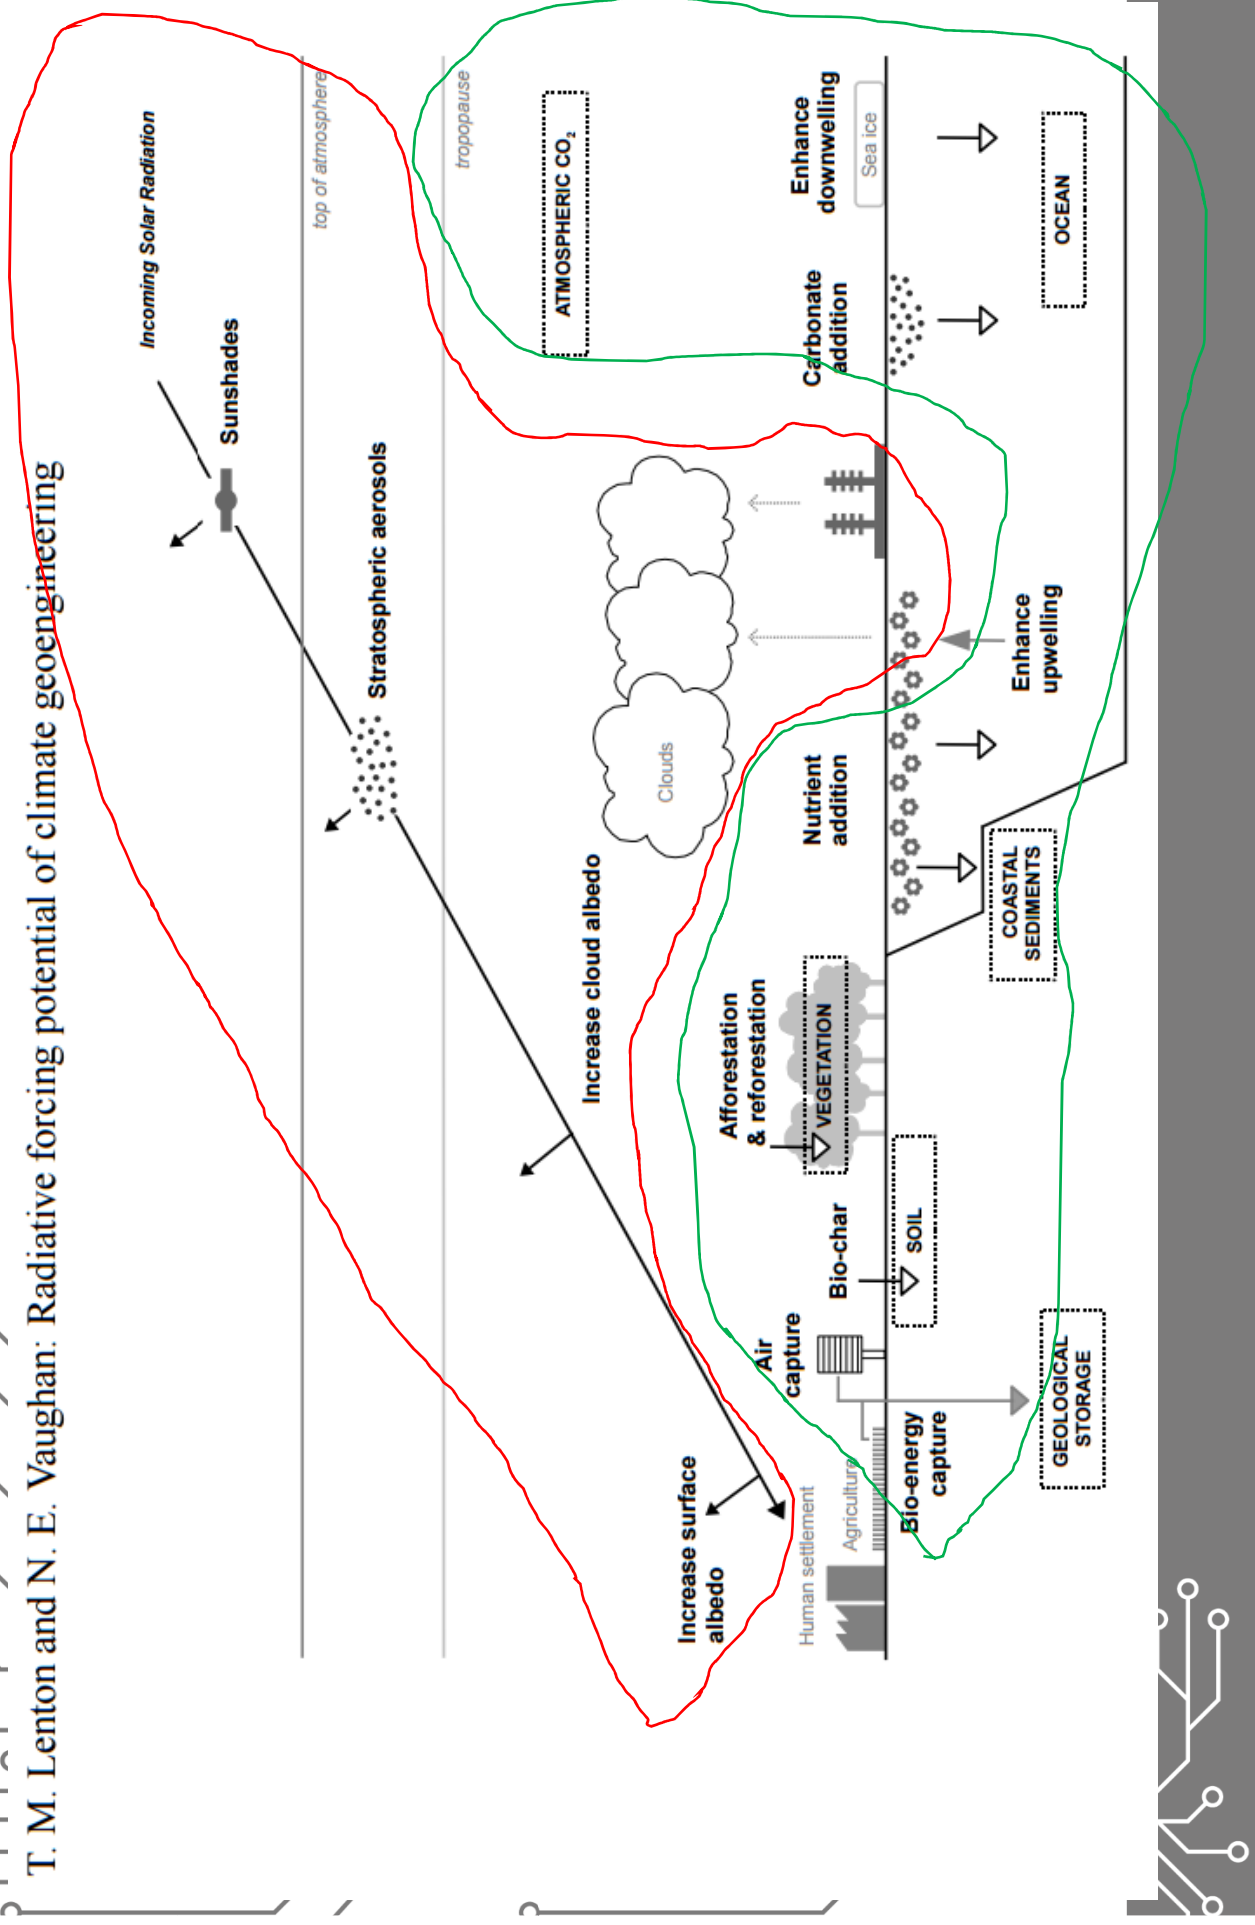 T. M. Lenton and N. E. Vaughan: Radiative forcing potential of climate geoengineering
Incoming Solar Radiation
Sunshades
top of atmosphere
Stratospheric aerosols
tropopause
ATMOSPHERIC CO₂
Increase cloud albedo
Clouds
Increase surface
albedo
Human settlement
Agriculture
Bio-energy
capture
Air
capture
Bio-char
Afforestation
& reforestation
VEGETATION
Nutrient
addition
Carbonate
addition
Enhance
downwelling
Sea ice
SOIL
GEOLOGICAL
STORAGE
COASTAL
SEDIMENTS
Enhance
upwelling
OCEAN